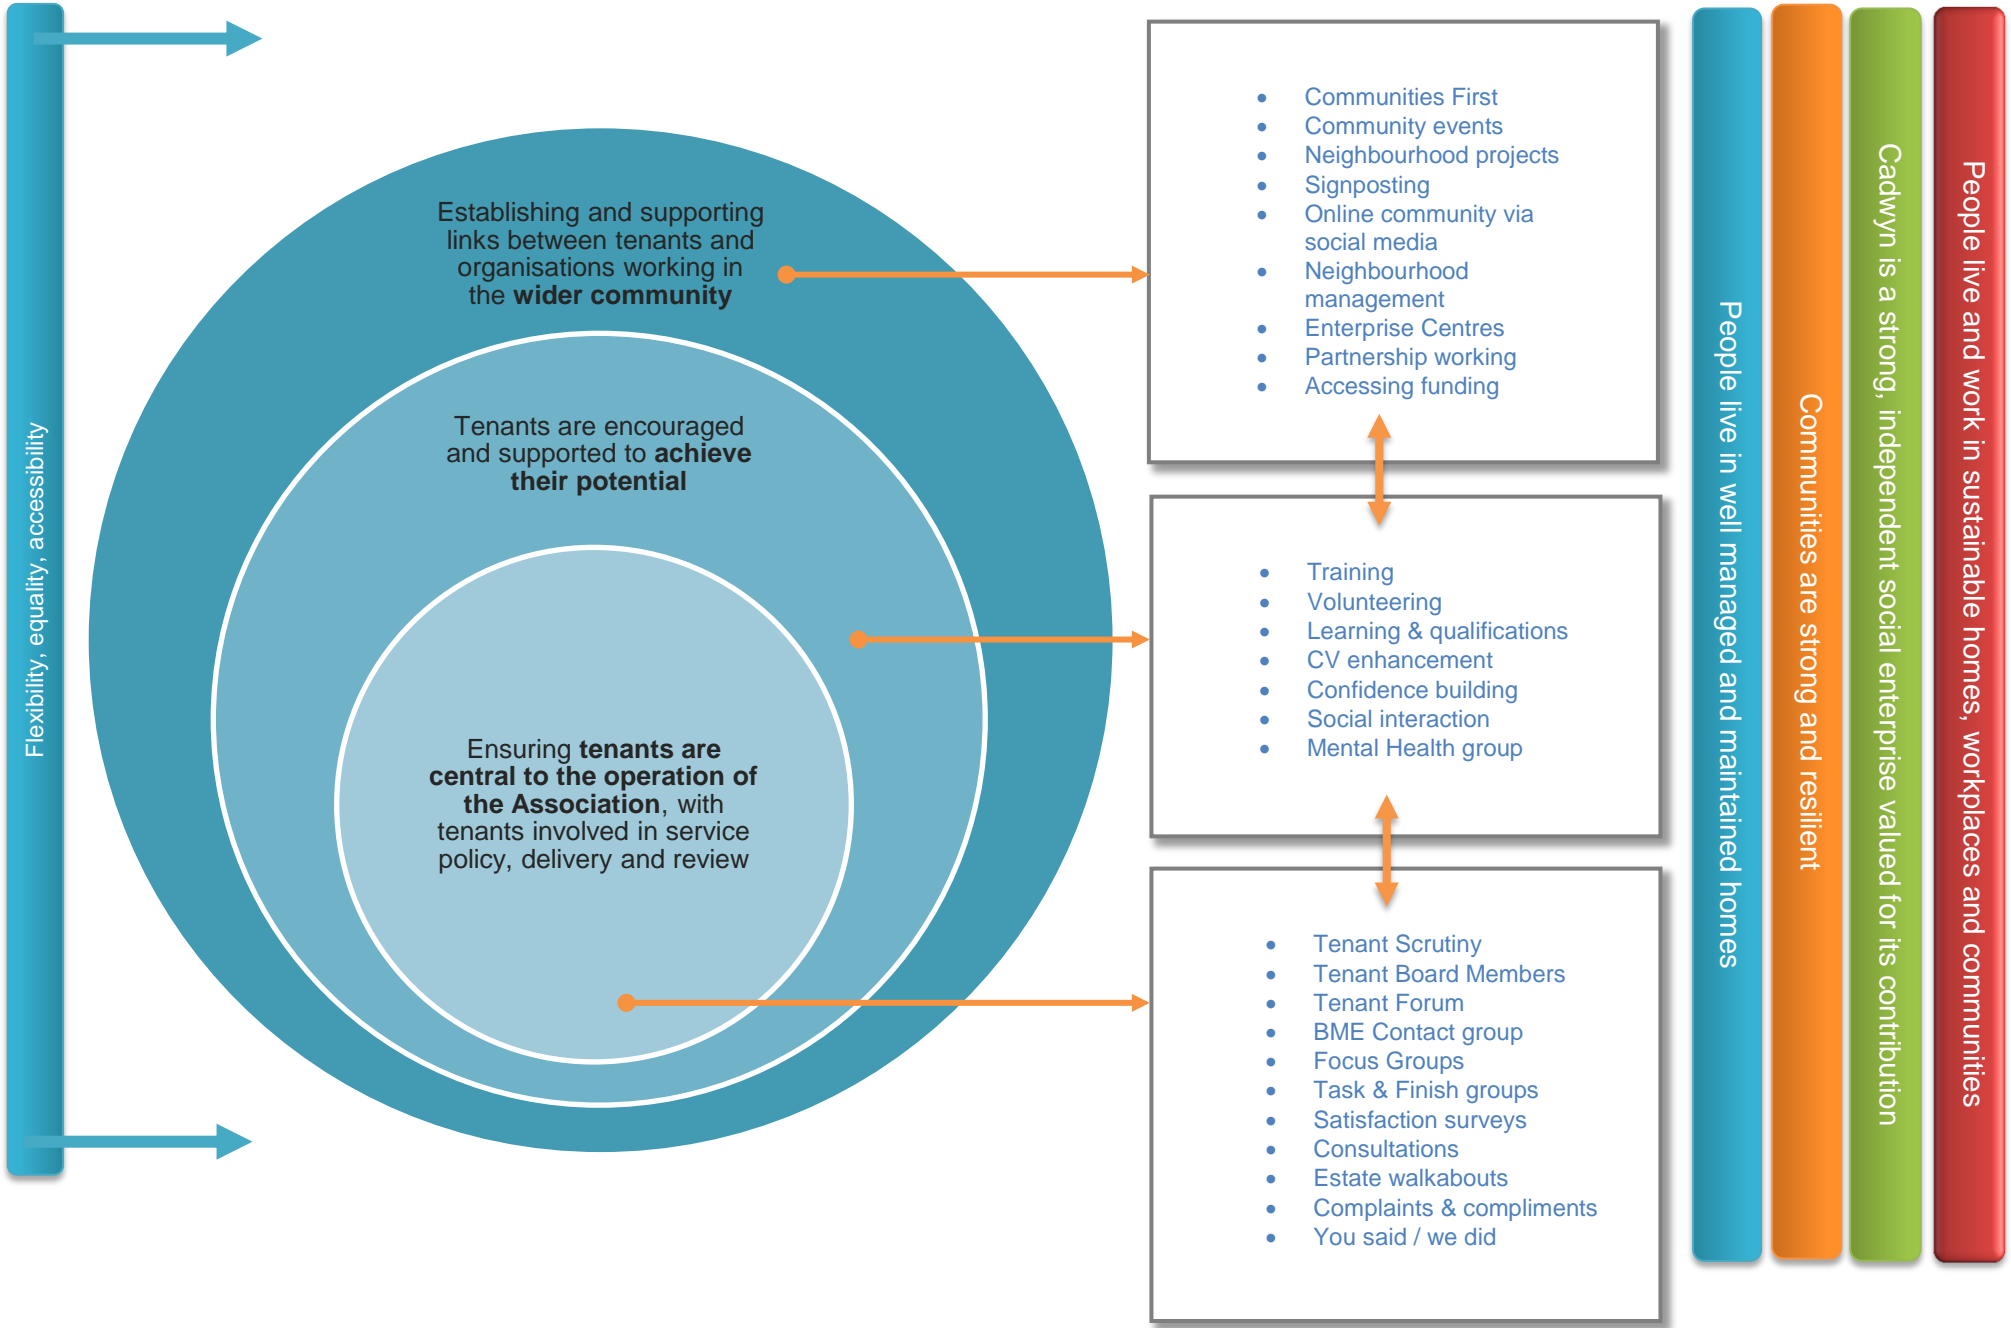 Flexibility, equality, accessibility
Establishing and supporting
links between tenants and
organisations working in
the wider community
Tenants are encouraged
and supported to achieve
their potential
Ensuring tenants are
central to the operation of
the Association, with
tenants involved in service
policy, delivery and review
• Communities First
• Community events
• Neighbourhood projects
• Signposting
• Online community via
social media
• Neighbourhood
management
• Enterprise Centres
• Partnership working
• Accessing funding
• Training
• Volunteering
• Learning & qualifications
• CV enhancement
• Confidence building
• Social interaction
• Mental Health group
• Tenant Scrutiny
• Tenant Board Members
• Tenant Forum
• BME Contact group
• Focus Groups
• Task & Finish groups
• Satisfaction surveys
• Consultations
• Estate walkabouts
• Complaints & compliments
• You said / we did
People live in well managed and maintained homes
Communities are strong and resilient
Cadwyn is a strong, independent social enterprise valued for its contribution
People live and work in sustainable homes, workplaces and communities